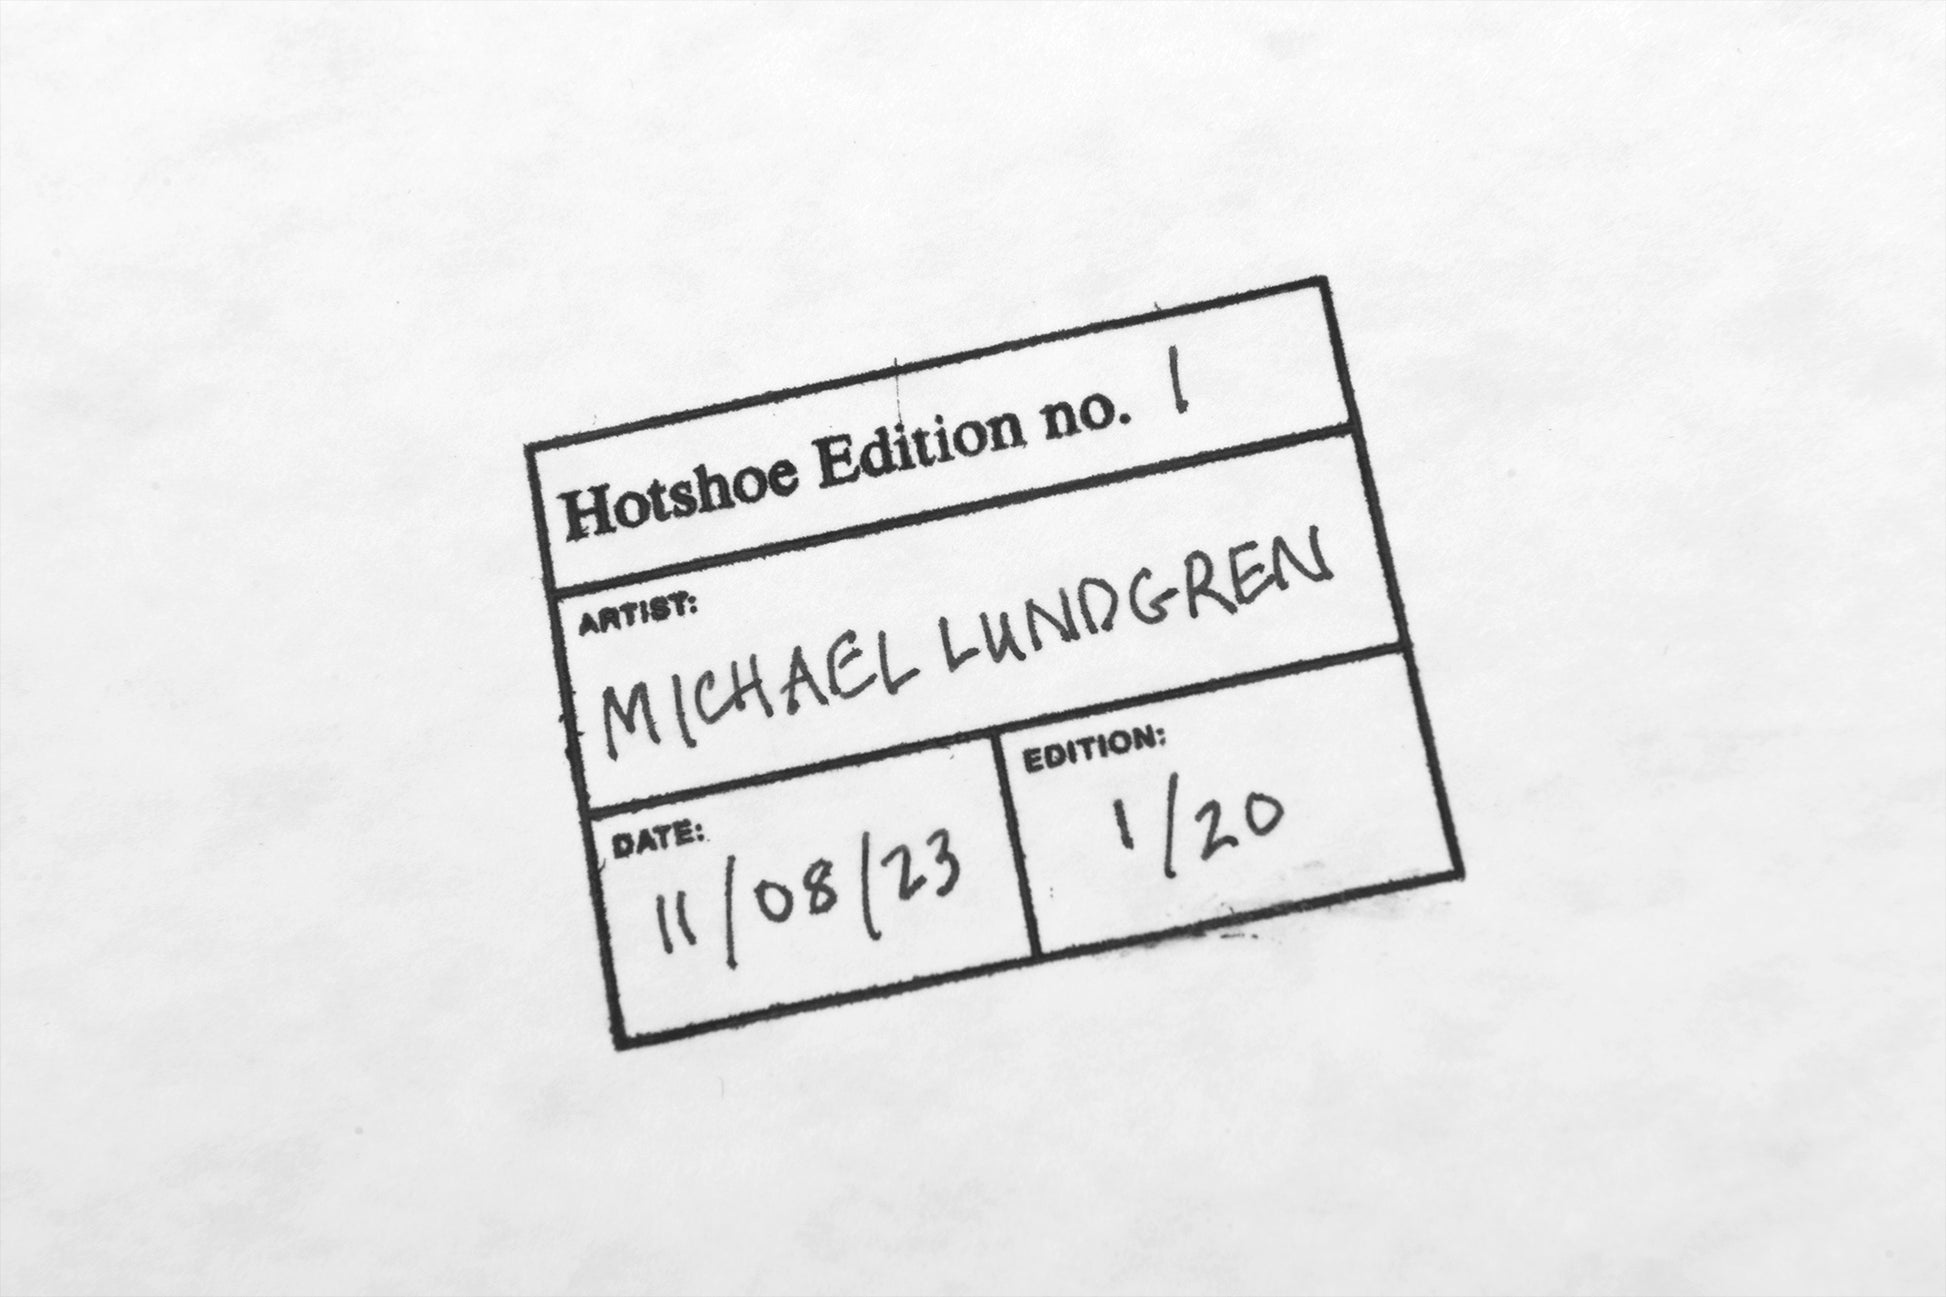 Hotshoe Edition no. 1
ARTIST:
MICHAEL LUNDGREN
DATE:
11/08/23
EDITION:
1/20